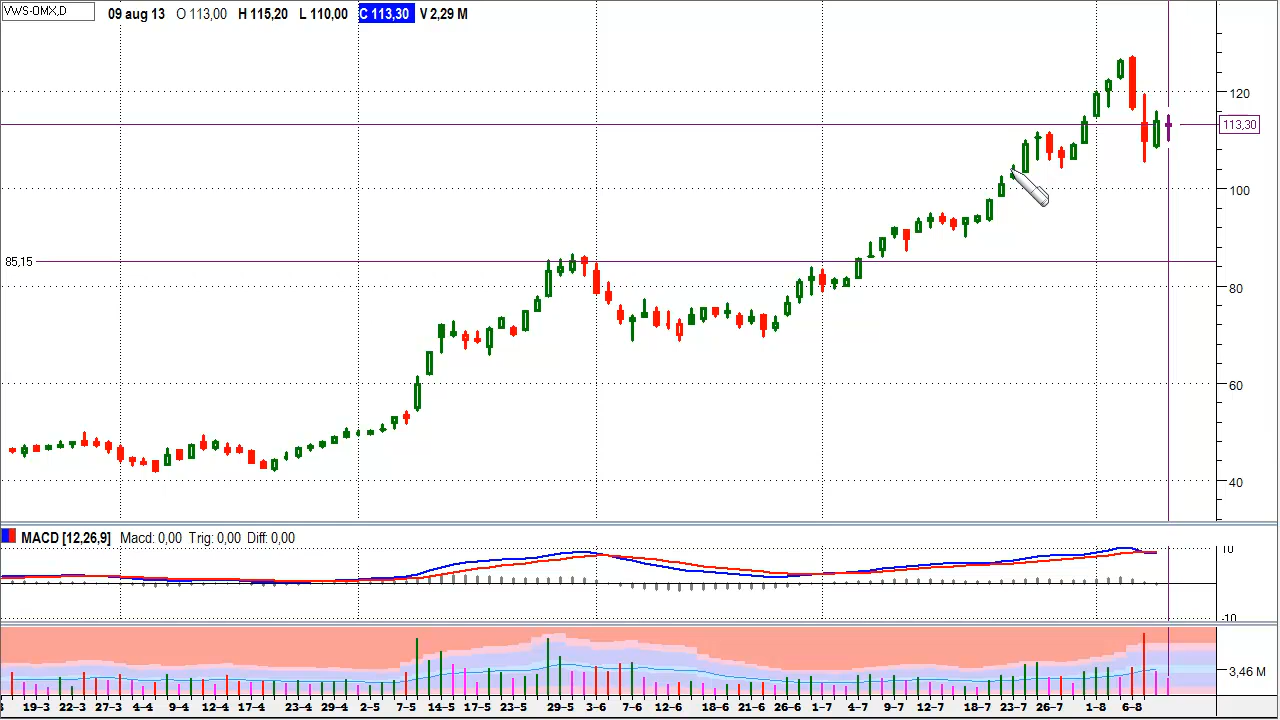 VWS-OMX,D
09 aug 13 O 113,00 H 115,20 L 110,00 C 113,30 V 2,29 M
120
113,30
100
85,15
80
60
40
MACD [12,26,9] Macd: 0,00 Trig: 0,00 Diff: 0,00
10
-10
3,46 M
19-3 22-3 27-3 4-4 9-4 12-4 17-4 23-4 29-4 2-5 7-5 14-5 17-5 23-5 29-5 3-6 7-6 12-6 18-6 21-6 26-6 1-7 4-7 9-7 12-7 18-7 23-7 26-7 1-8 6-8